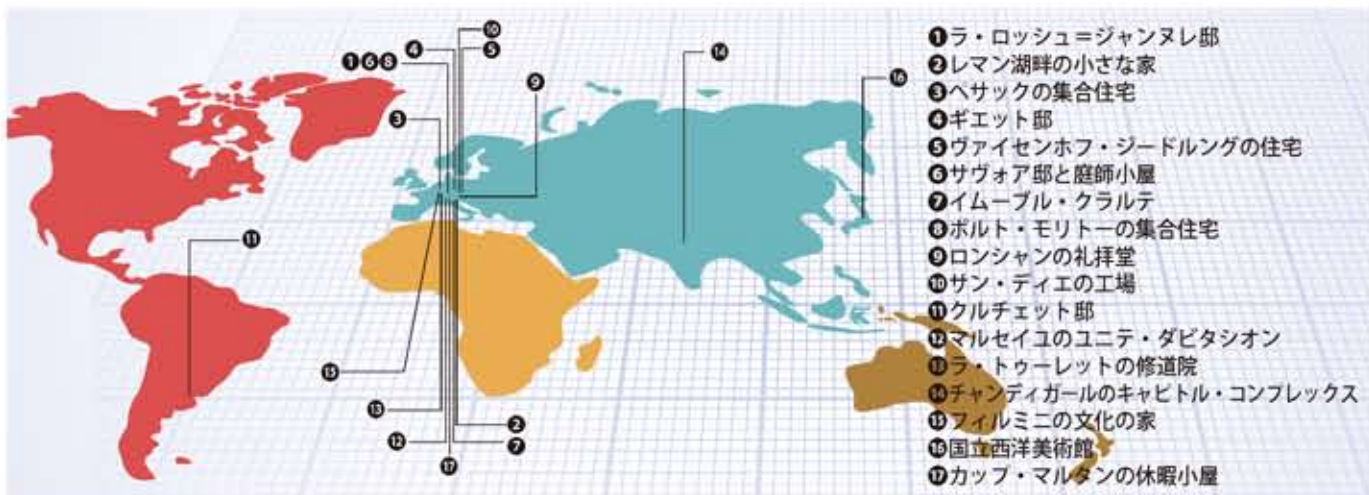 ❿
❹ ❺
❶❻❽
⓮
⓰
❾
❸
⓫
⓯
⓭
❷
⓬ ❼
⓱
❶ラ・ロッシュ=ジャンヌレ邸
❷レマン湖畔の小さな家
❸ペサックの集合住宅
❹ギエット邸
❺ヴァイセンホフ・ジードルングの住宅
❻サヴォア邸と庭師小屋
❼イムーブル・クラルテ
❽ポルト・モリトーの集合住宅
❾ロンシャンの礼拝堂
❿サン・ディエの工場
⓫クルチェット邸
⓬マルセイユのユニテ・ダビタシオン
⓭ラ・トゥーレットの修道院
⓮チャンディガールのキャピトル・コンプレックス
⓯フィルミニの文化の家
⓰国立西洋美術館
⓱カップ・マルタンの休暇小屋